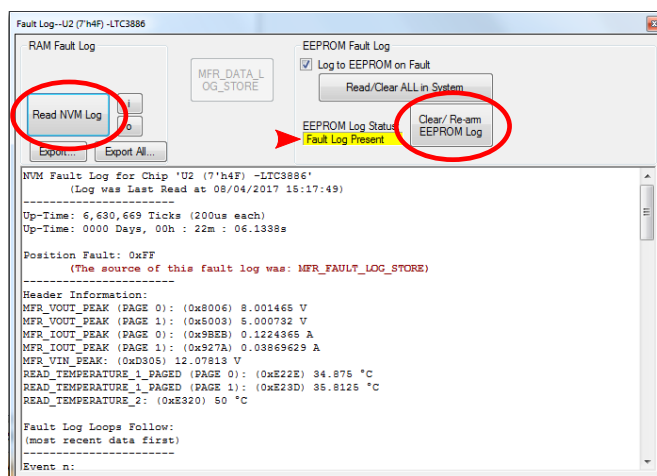 Fault Log--U2 (7'h4F) -LTC3886
RAM Fault Log
EEPROM Fault Log
Log to EEPROM on Fault
MFR_DATA_L
OG_STORE
Read/Clear ALL in System
Read NVM Log
i
o
Clear/ Re-arm
EEPROM Log
EEPROM Log Status:
Fault Log Present
Export...
Export All...
NVM Fault Log for Chip 'U2 (7'h4F) -LTC3886'
(Log was Last Read at 08/04/2017 15:17:49)
-----------------------
Up-Time: 6,630,669 Ticks (200us each)
Up-Time: 0000 Days, 00h : 22m : 06.1338s
Position Fault: 0xFF
(The source of this fault log was: MFR_FAULT_LOG_STORE)
-----------------------
Header Information:
MFR_VOUT_PEAK (PAGE 0): (0x8006) 8.001465 V
MFR_VOUT_PEAK (PAGE 1): (0x5003) 5.000732 V
MFR_IOUT_PEAK (PAGE 0): (0x9BEB) 0.1224365 A
MFR_IOUT_PEAK (PAGE 1): (0x927A) 0.03869629 A
MFR_VIN_PEAK: (0xD305) 12.07813 V
READ_TEMPERATURE_1_PAGED (PAGE 0): (0xE22E) 34.875 °C
READ_TEMPERATURE_1_PAGED (PAGE 1): (0xE23D) 35.8125 °C
READ_TEMPERATURE_2: (0xE320) 50 °C
Fault Log Loops Follow:
(most recent data first)
-----------------------
Event n: